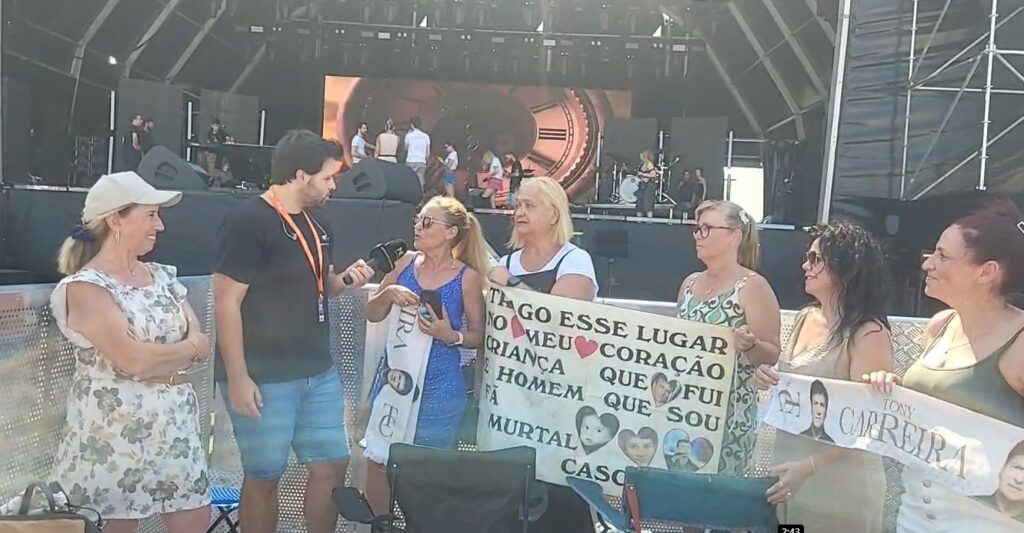 TRAGO ESSE LUGAR
NO MEU CORAÇÃO
CRIANÇA QUE FUI
E HOMEM QUE SOU
FÃ
MURTAL
CASC
TONY
CARREIRA
TC
2:43